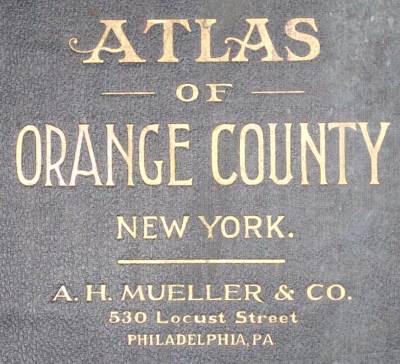 ATLAS
OF
ORANGE COUNTY
NEW YORK.
A. H. MUELLER & CO.
530 Locust Street
PHILADELPHIA, PA